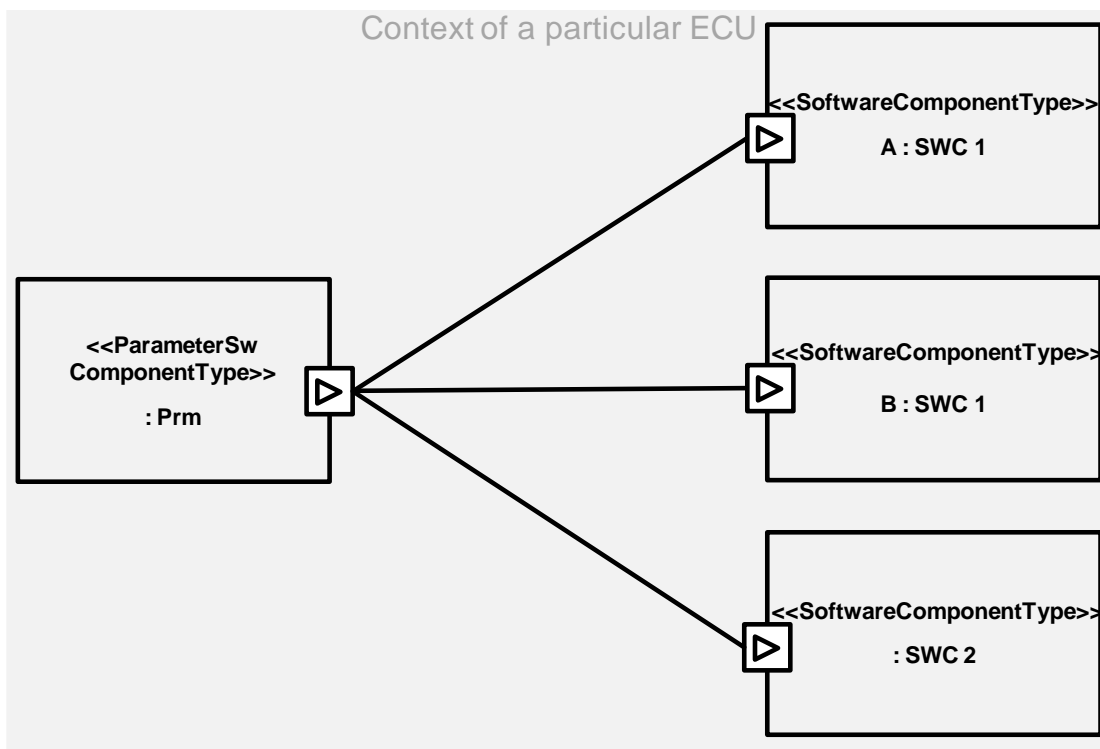 Context of a particular ECU
<<SoftwareComponentType>>
A : SWC 1
<<ParameterSw
ComponentType>>
: Prm
<<SoftwareComponentType>>
B : SWC 1
<<SoftwareComponentType>>
: SWC 2